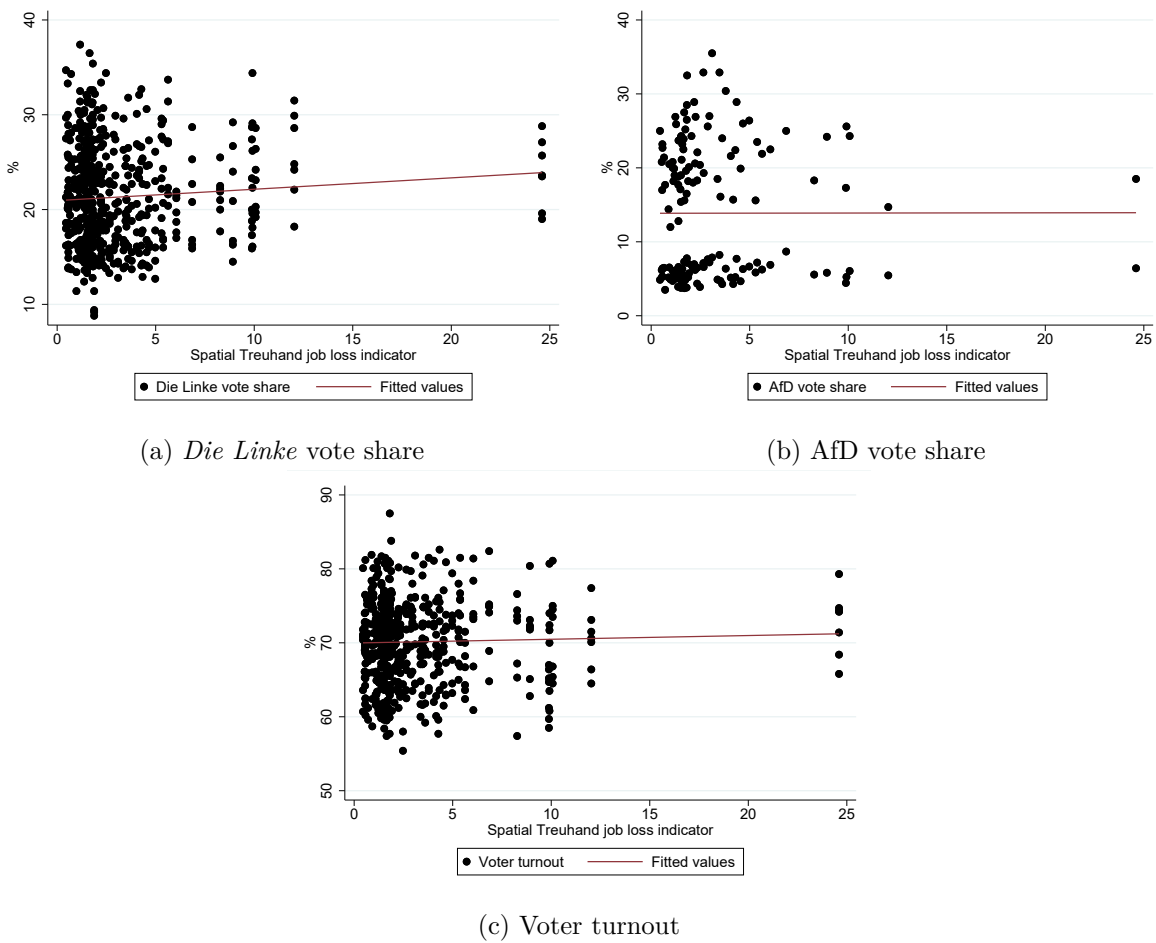 40
30
20
10
%
0
5
10
15
20
25
Spatial Treuhand job loss indicator
Die Linke vote share
Fitted values
(a) Die Linke vote share
40
30
20
10
0
%
0
5
10
15
20
25
Spatial Treuhand job loss indicator
AfD vote share
Fitted values
(b) AfD vote share
90
80
70
60
50
%
0
5
10
15
20
25
Spatial Treuhand job loss indicator
Voter turnout
Fitted values
(c) Voter turnout